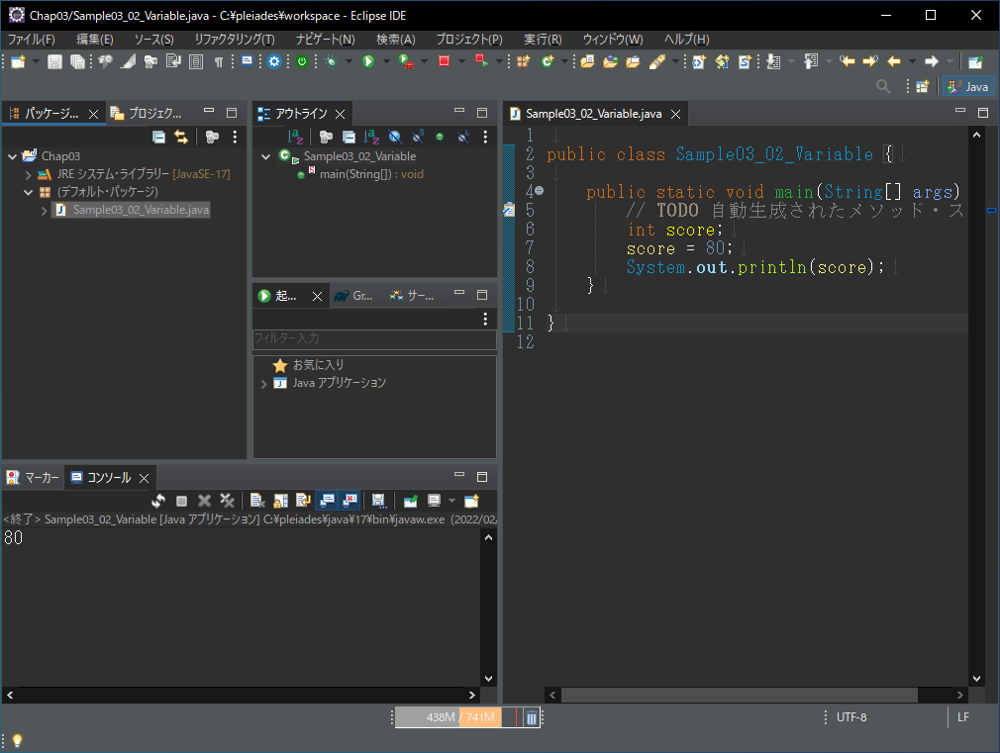 Chap03/Sample03_02_Variable.java - C:¥pleiades¥workspace - Eclipse IDE
ファイル(F) 編集(E) ソース(S) リファクタリング(T) ナビゲート(N) 検索(A) プロジェクト(P) 実行(R) ウィンドウ(W) ヘルプ(H)
Java
パッケージ... プロジェク...
Chap03
JRE システム・ライブラリー [JavaSE-17]
(デフォルト・パッケージ)
Sample03_02_Variable.java
アウトライン
Sample03_02_Variable
main(String[]) : void
起... Gr... サー...
フィルター入力
お気に入り
Java アプリケーション
Sample03_02_Variable.java
1
2 public class Sample03_02_Variable {
3
4 public static void main(String[] args)
5 // TODO 自動生成されたメソッド・ス
6 int score;
7 score = 80;
8 System.out.println(score);
9 }
10
11 }
12
マーカー コンソール
<終了> Sample03_02_Variable [Java アプリケーション] C:¥pleiades¥java¥17¥bin¥javaw.exe (2022/02/
80
438M / 741M
UTF-8
LF